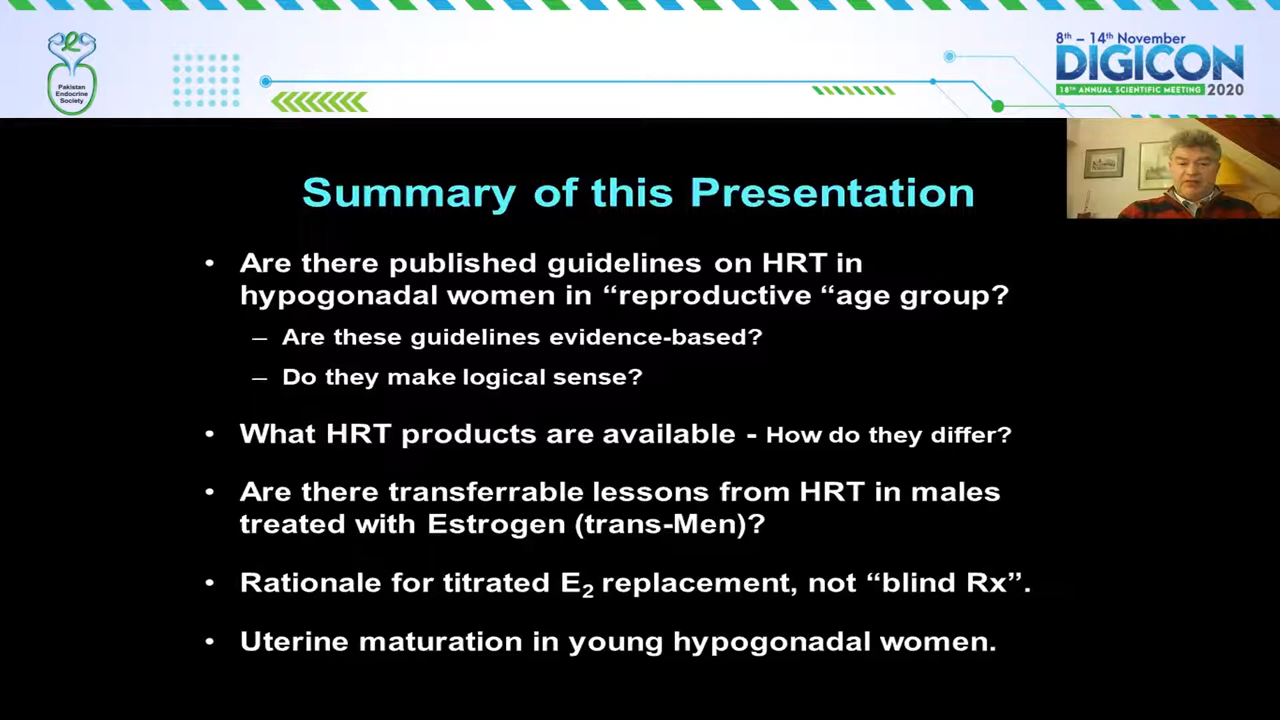 Pakistan
Endocrine
Society
8th – 14th November
DIGICON
18TH ANNUAL SCIENTIFIC MEETING 2020
Summary of this Presentation
• Are there published guidelines on HRT in
hypogonadal women in “reproductive “age group?
– Are these guidelines evidence-based?
– Do they make logical sense?
• What HRT products are available - How do they differ?
• Are there transferrable lessons from HRT in males
treated with Estrogen (trans-Men)?
• Rationale for titrated E2 replacement, not “blind Rx”.
• Uterine maturation in young hypogonadal women.